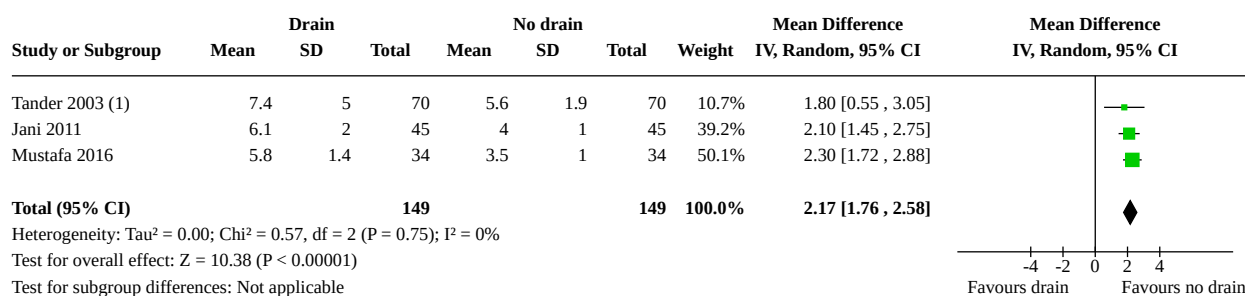 Drain No drain Mean Difference Mean Difference
Study or Subgroup Mean SD Total Mean SD Total Weight IV, Random, 95% CI IV, Random, 95% CI
Tander 2003 (1) 7.4 5 70 5.6 1.9 70 10.7% 1.80 [0.55 , 3.05]
Jani 2011 6.1 2 45 4 1 45 39.2% 2.10 [1.45 , 2.75]
Mustafa 2016 5.8 1.4 34 3.5 1 34 50.1% 2.30 [1.72 , 2.88]
Total (95% CI) 149 149 100.0% 2.17 [1.76 , 2.58]
Heterogeneity: Tau² = 0.00; Chi² = 0.57, df = 2 (P = 0.75); I² = 0%
Test for overall effect: Z = 10.38 (P < 0.00001) -4 -2 0 2 4
Test for subgroup differences: Not applicable Favours drain Favours no drain